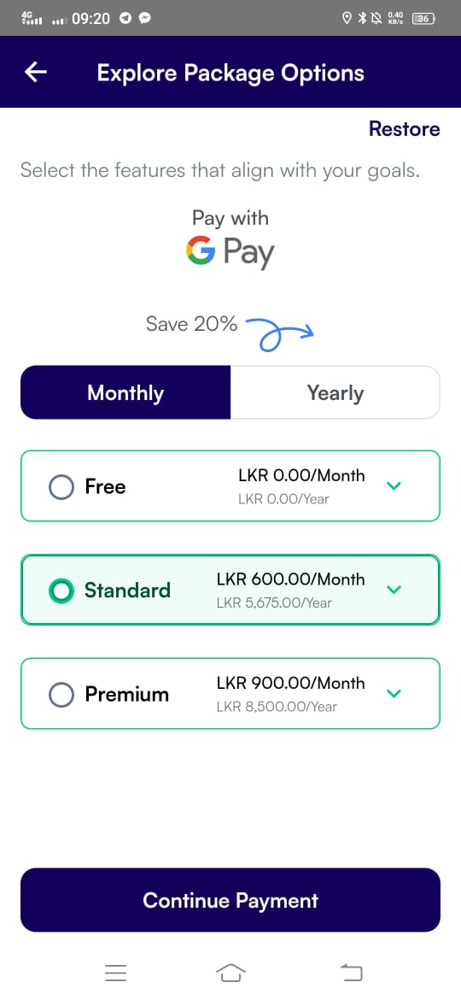 4G 09:20 0.40 KB/s 36
Explore Package Options
Restore
Select the features that align with your goals.
Pay with
G Pay
Save 20%
Monthly Yearly
Free LKR 0.00/Month
LKR 0.00/Year
Standard LKR 600.00/Month
LKR 5,675.00/Year
Premium LKR 900.00/Month
LKR 8,500.00/Year
Continue Payment